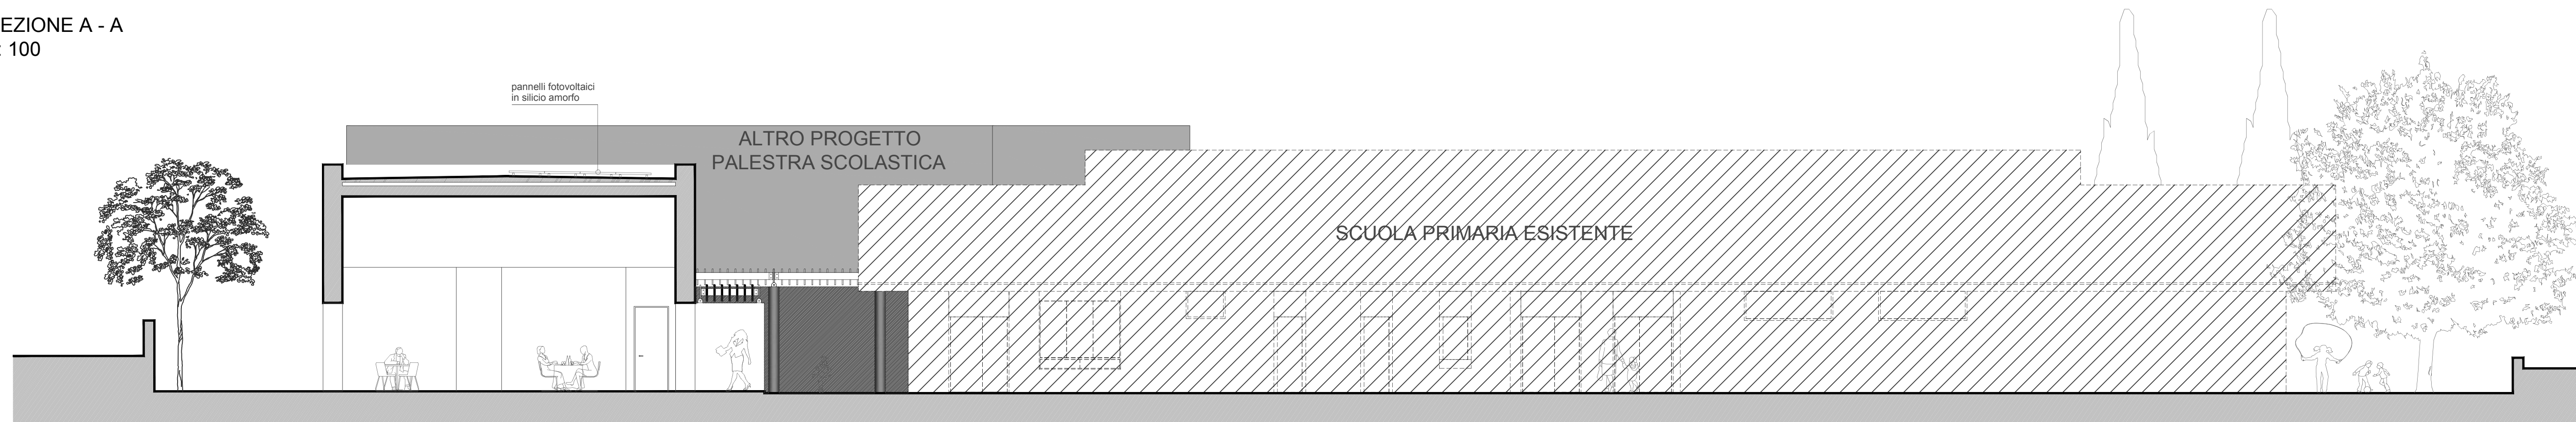 EZIONE A - A
: 100
pannelli fotovoltaici
in silicio amorfo
ALTRO PROGETTO
PALESTRA SCOLASTICA
SCUOLA PRIMARIA ESISTENTE